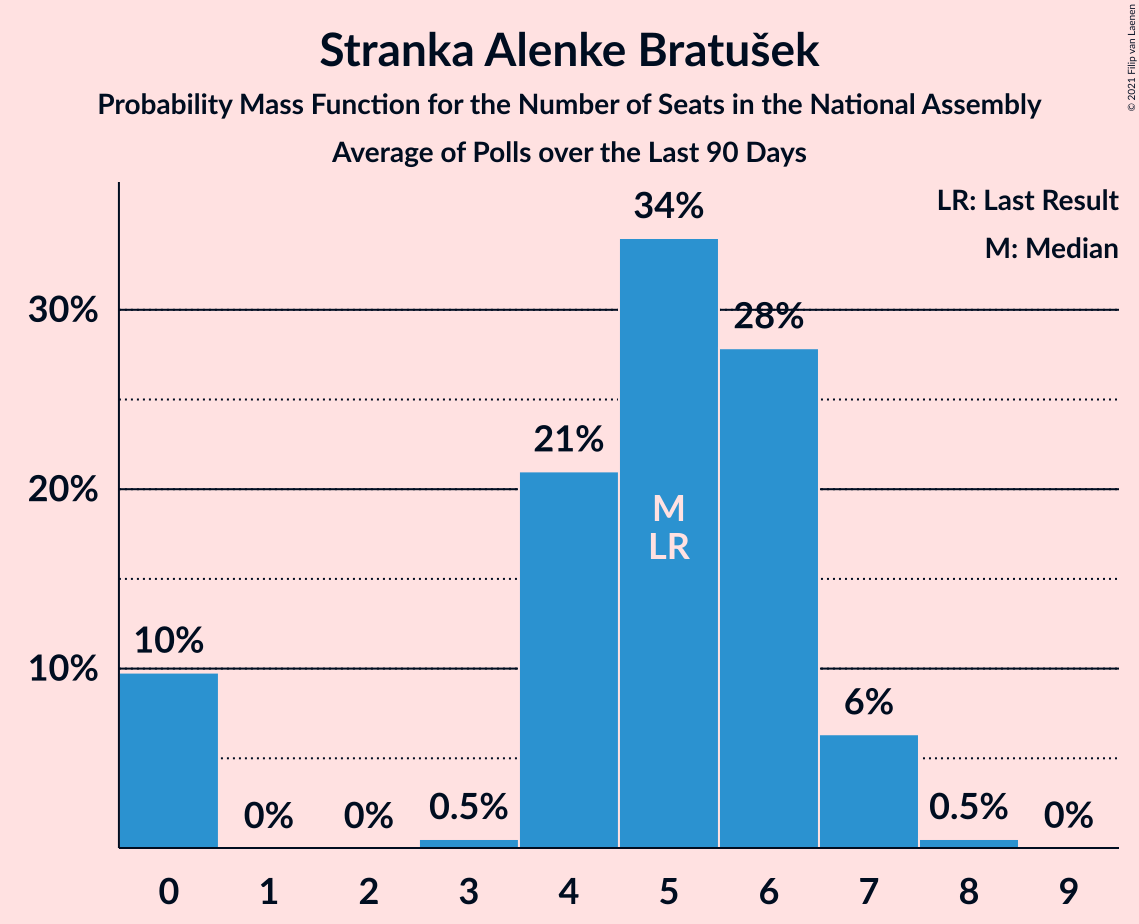 Stranka Alenke Bratušek
Probability Mass Function for the Number of Seats in the National Assembly
Average of Polls over the Last 90 Days
© 2021 Filip van Laenen
LR: Last Result
M: Median
34%
30%
28%
21%
20%
M
LR
10%
10%
6%
0%
0%
0.5%
0.5%
0%
0
1
2
3
4
5
6
7
8
9